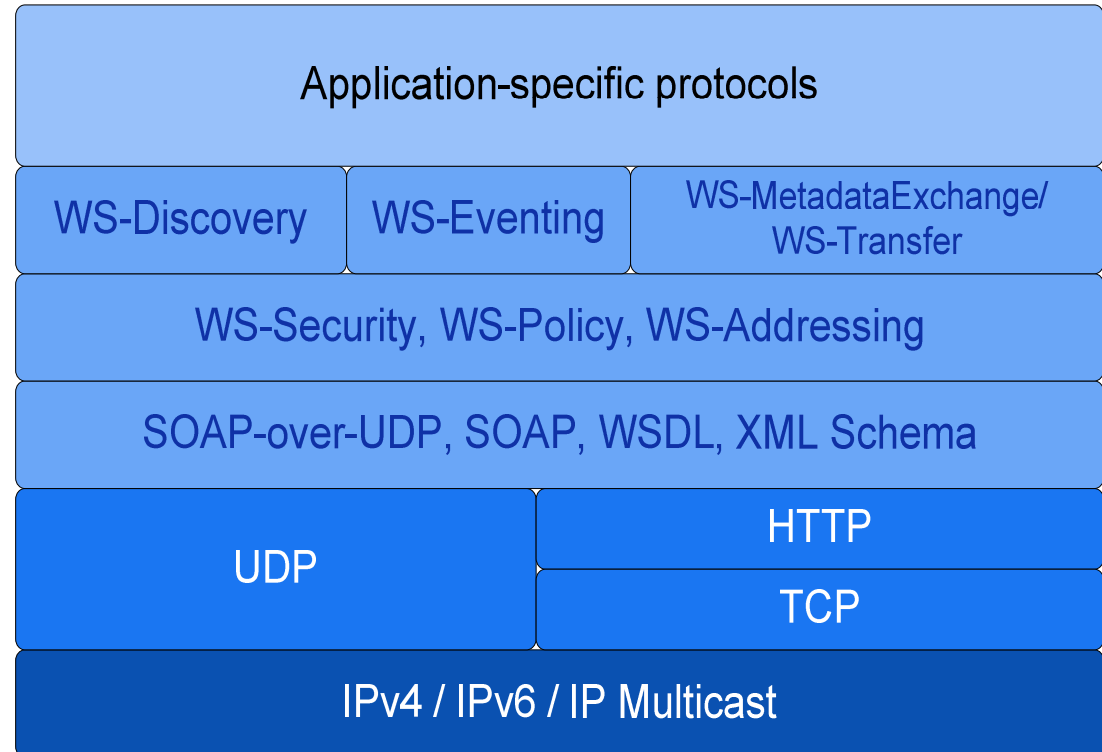 Application-specific protocols
WS-Discovery
WS-Eventing
WS-MetadataExchange/
WS-Transfer
WS-Security, WS-Policy, WS-Addressing
SOAP-over-UDP, SOAP, WSDL, XML Schema
UDP
HTTP
TCP
IPv4 / IPv6 / IP Multicast